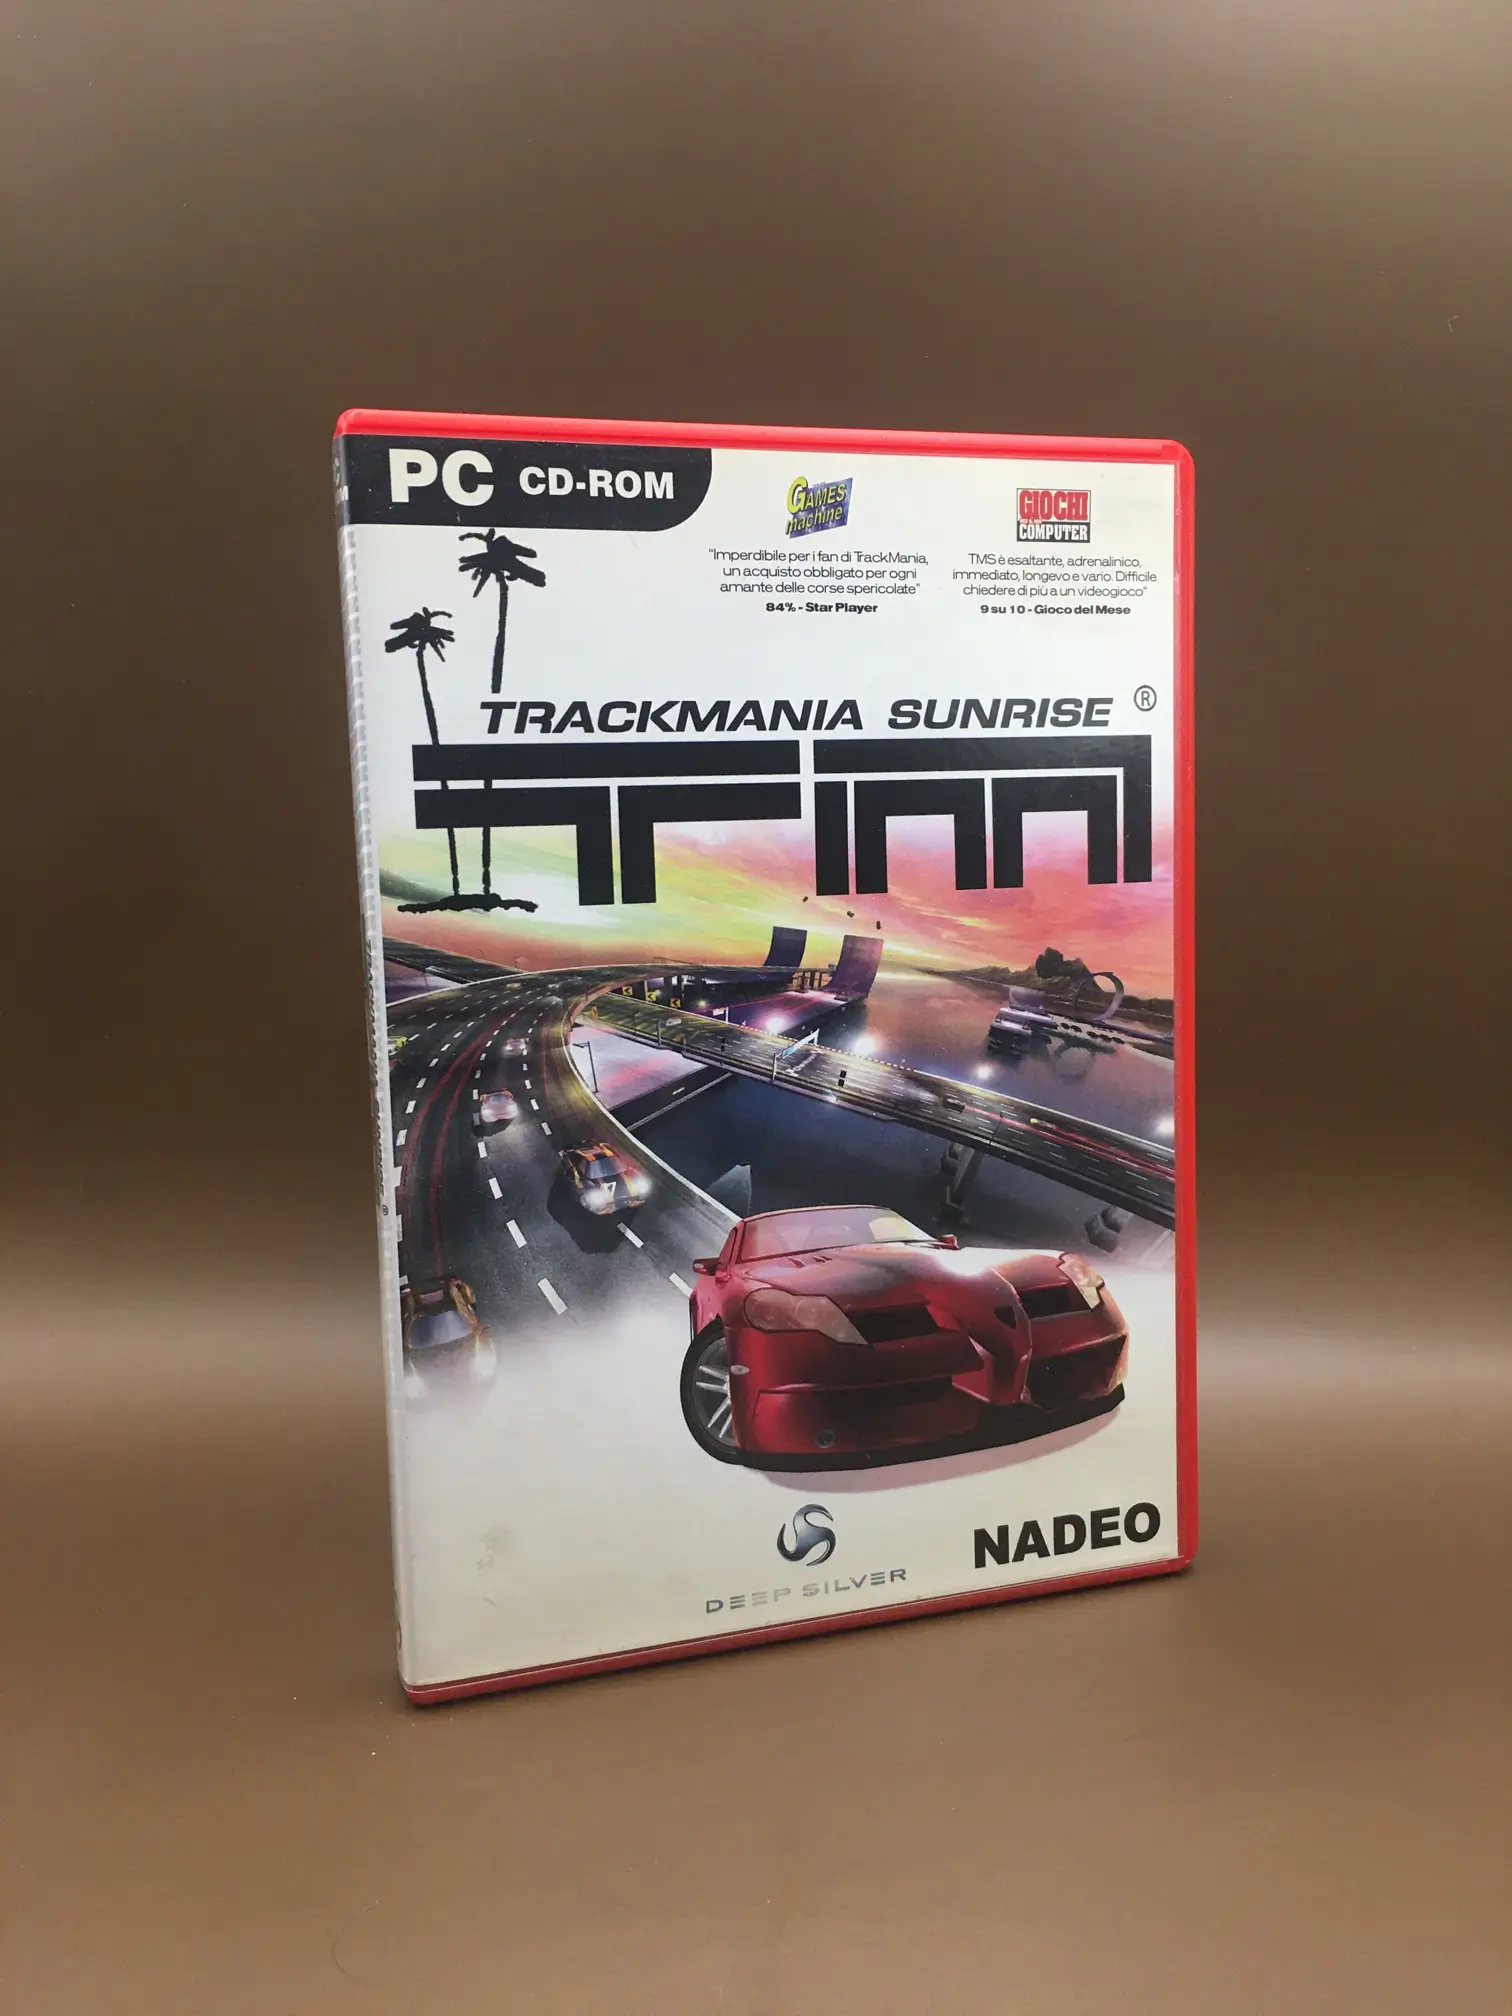 PC CD-ROM
GAMES
machine
"Imperdibile per i fan di TrackMania,
un acquisto obbligato per ogni
amante delle corse spericolate"
84% - Star Player
GIOCHI
COMPUTER
TMS è esaltante, adrenalinico,
immediato, longevo e vario. Difficile
chiedere di più a un videogioco"
9 su 10 - Gioco del Mese
TRACKMANIA SUNRISE ®
TM
DEEP SILVER
NADEO